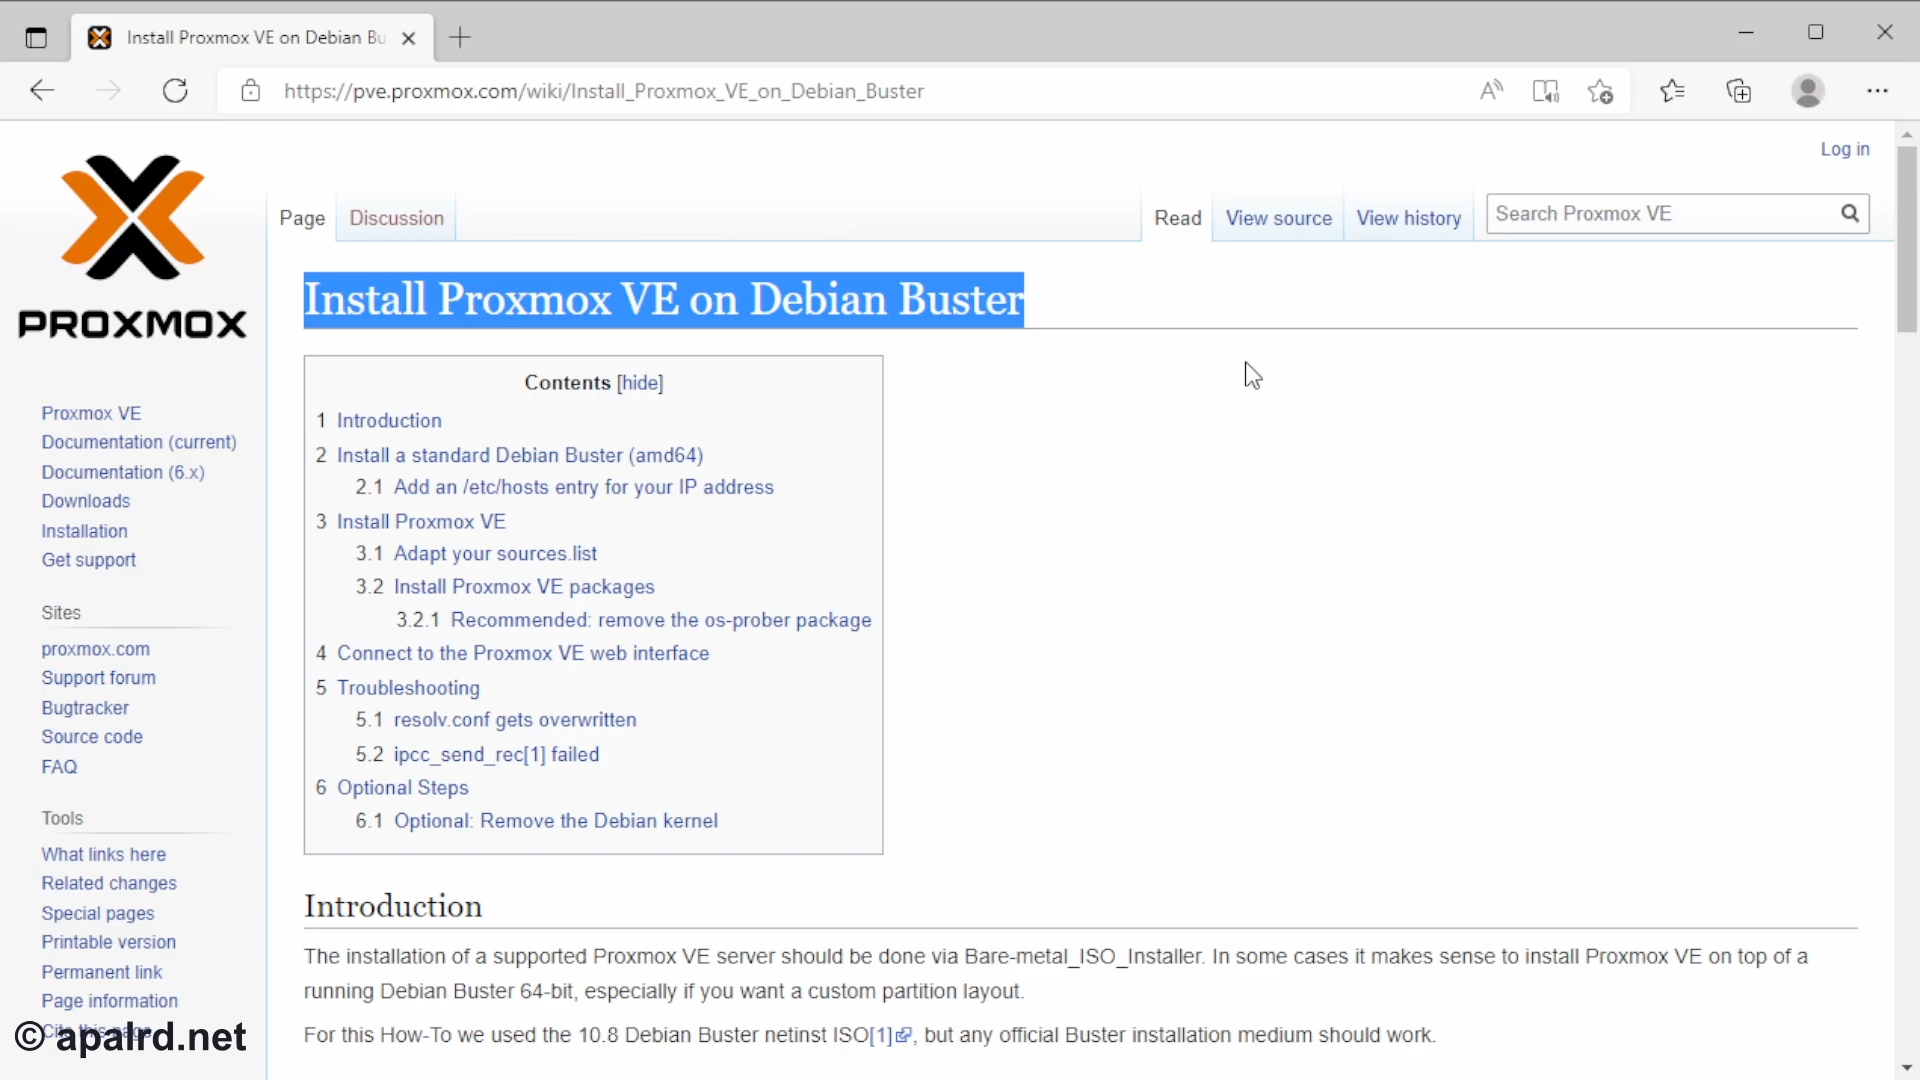 Install Proxmox VE on Debian Bu
https://pve.proxmox.com/wiki/Install_Proxmox_VE_on_Debian_Buster
Log in
PROXMOX
Page
Discussion
Read
View source
View history
Search Proxmox VE
Install Proxmox VE on Debian Buster
Contents [hide]
1 Introduction
2 Install a standard Debian Buster (amd64)
2.1 Add an /etc/hosts entry for your IP address
3 Install Proxmox VE
3.1 Adapt your sources.list
3.2 Install Proxmox VE packages
3.2.1 Recommended: remove the os-prober package
4 Connect to the Proxmox VE web interface
5 Troubleshooting
5.1 resolv.conf gets overwritten
5.2 ipcc_send_rec[1] failed
6 Optional Steps
6.1 Optional: Remove the Debian kernel
Proxmox VE
Documentation (current)
Documentation (6.x)
Downloads
Installation
Get support
Sites
proxmox.com
Support forum
Bugtracker
Source code
FAQ
Tools
What links here
Related changes
Special pages
Printable version
Permanent link
Page information
Cite this page
© apalrd.net
Introduction
The installation of a supported Proxmox VE server should be done via Bare-metal_ISO_Installer. In some cases it makes sense to install Proxmox VE on top of a
running Debian Buster 64-bit, especially if you want a custom partition layout.
For this How-To we used the 10.8 Debian Buster netinst ISO[1], but any official Buster installation medium should work.